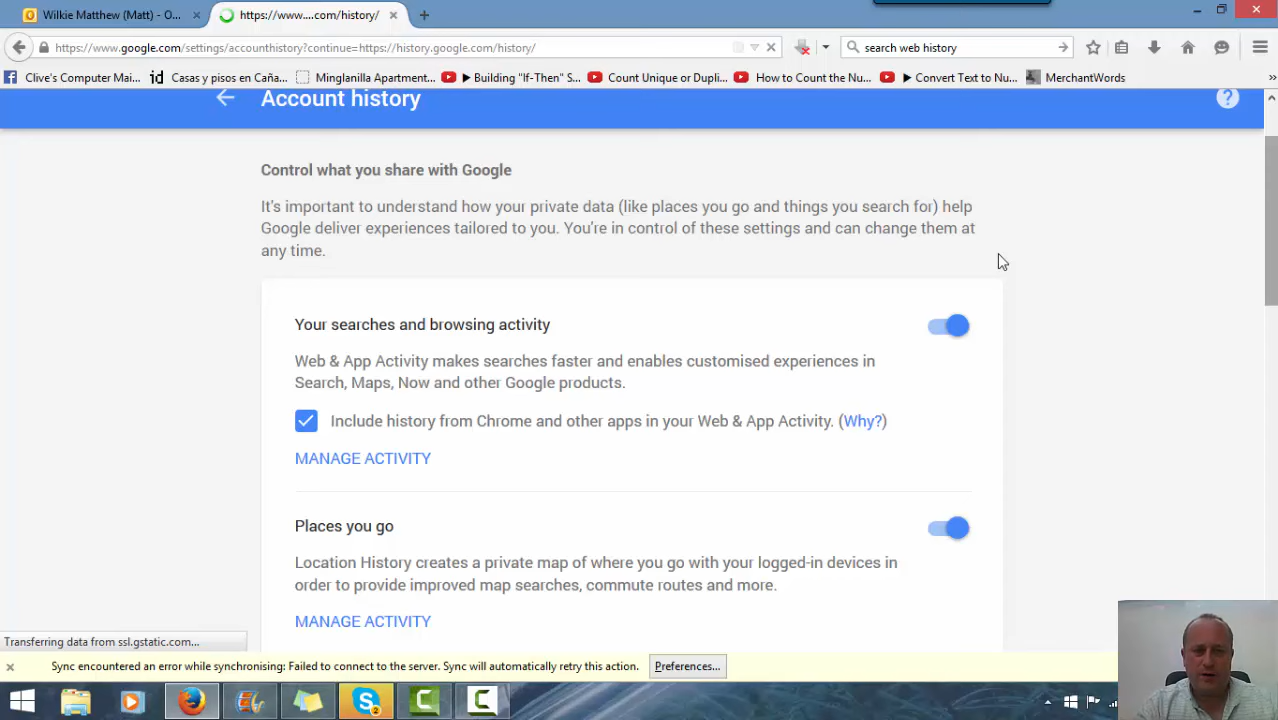 Wilkie Matthew (Matt) - O...
https://www....com/history/
https://www.google.com/settings/accounthistory?continue=https://history.google.com/history/
search web history
Clive's Computer Mai...
id Casas y pisos en Caña...
Minglanilla Apartment...
▶ Building "If-Then" S...
Count Unique or Dupli...
How to Count the Nu...
▶ Convert Text to Nu...
MerchantWords
Account history
Control what you share with Google
It's important to understand how your private data (like places you go and things you search for) help
Google deliver experiences tailored to you. You're in control of these settings and can change them at
any time.
Your searches and browsing activity
Web & App Activity makes searches faster and enables customised experiences in
Search, Maps, Now and other Google products.
Include history from Chrome and other apps in your Web & App Activity. (Why?)
MANAGE ACTIVITY
Places you go
Location History creates a private map of where you go with your logged-in devices in
order to provide improved map searches, commute routes and more.
MANAGE ACTIVITY
Transferring data from ssl.gstatic.com...
Sync encountered an error while synchronising: Failed to connect to the server. Sync will automatically retry this action.
Preferences...